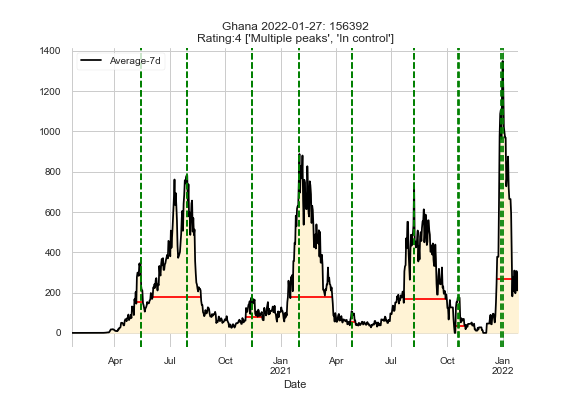 Ghana 2022-01-27: 156392
Rating:4 ['Multiple peaks', 'In control']
1400
Average-7d
1200
1000
800
600
400
200
0
Apr Jul Oct Jan Apr Jul Oct Jan
2021 2022
Date